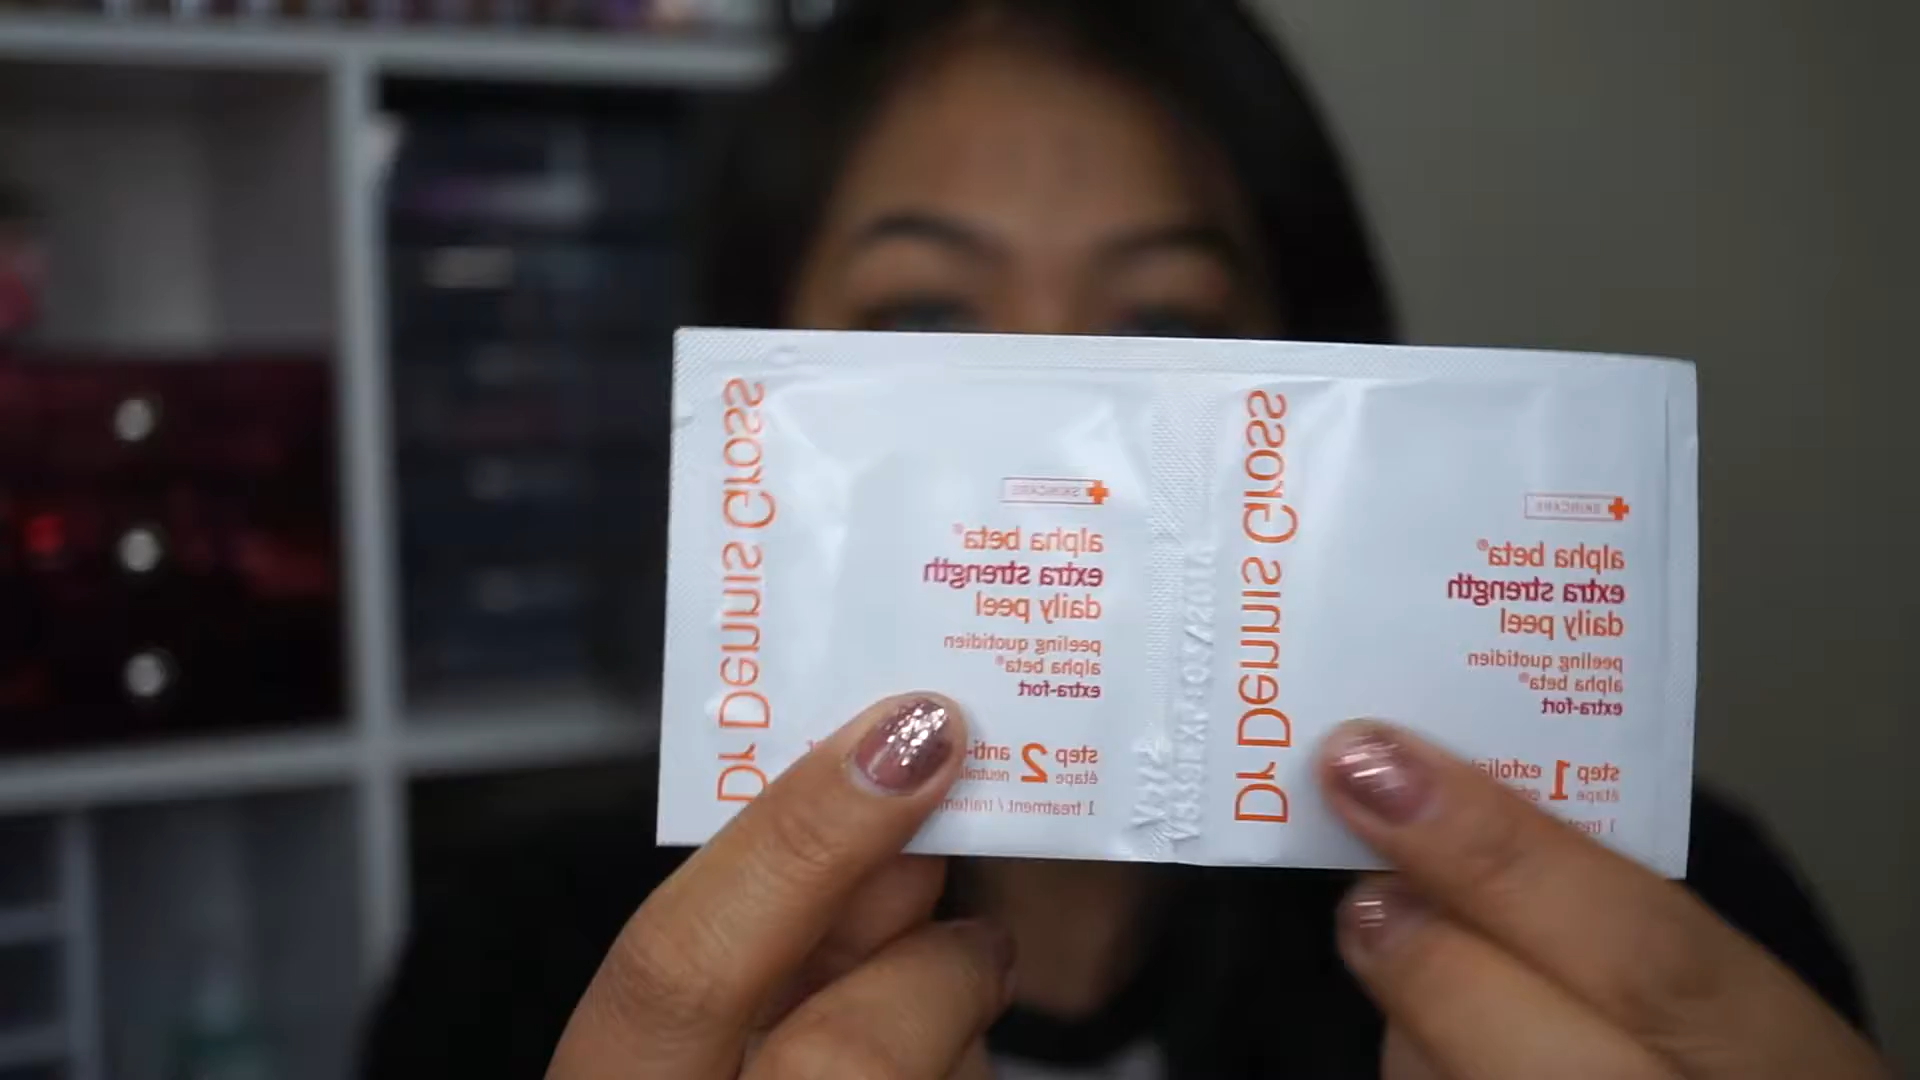 Dr Dennis Gross
SKINCARE
alpha beta®
extra strength
daily peel
peeling quotidien
alpha beta®
extra-fort
step 1
étape
Dr Dennis Gross
SKINCARE
alpha beta®
extra strength
daily peel
peeling quotidien
alpha beta®
extra-fort
step 2 anti-
étape
1 treatment /